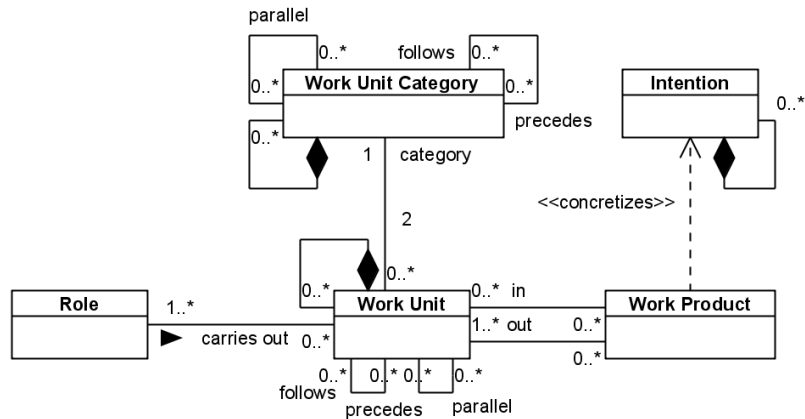 parallel
0..*
follows
0..*
0..*
0..*
Work Unit Category
Intention
0..*
precedes
0..*
1
category
<<concretizes>>
2
0..*
0..*
0..*
in
Role
1..*
Work Unit
Work Product
carries out
0..*
1..*
out
0..*
0..*
0..*
0..*
0..*
0..*
follows
precedes
parallel